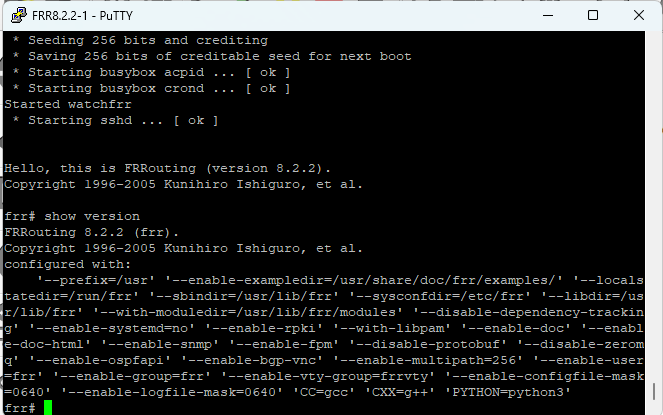 FRR8.2.2-1 - PuTTY
* Seeding 256 bits and crediting
* Saving 256 bits of creditable seed for next boot
* Starting busybox acpid ... [ ok ]
* Starting busybox crond ... [ ok ]
Started watchfrr
* Starting sshd ... [ ok ]
Hello, this is FRRouting (version 8.2.2).
Copyright 1996-2005 Kunihiro Ishiguro, et al.
frr# show version
FRRouting 8.2.2 (frr).
Copyright 1996-2005 Kunihiro Ishiguro, et al.
configured with:
'--prefix=/usr' '--enable-exampledir=/usr/share/doc/frr/examples/' '--locals
tatedir=/run/frr' '--sbindir=/usr/lib/frr' '--sysconfdir=/etc/frr' '--libdir=/us
r/lib/frr' '--with-moduledir=/usr/lib/frr/modules' '--disable-dependency-trackin
g' '--enable-systemd=no' '--enable-rpki' '--with-libpam' '--enable-doc' '--enabl
e-doc-html' '--enable-snmp' '--enable-fpm' '--disable-protobuf' '--disable-zerom
q' '--enable-ospfapi' '--enable-bgp-vnc' '--enable-multipath=256' '--enable-user
=frr' '--enable-group=frr' '--enable-vty-group=frrvty' '--enable-configfile-mask
=0640' '--enable-logfile-mask=0640' 'CC=gcc' 'CXX=g++' 'PYTHON=python3'
frr#